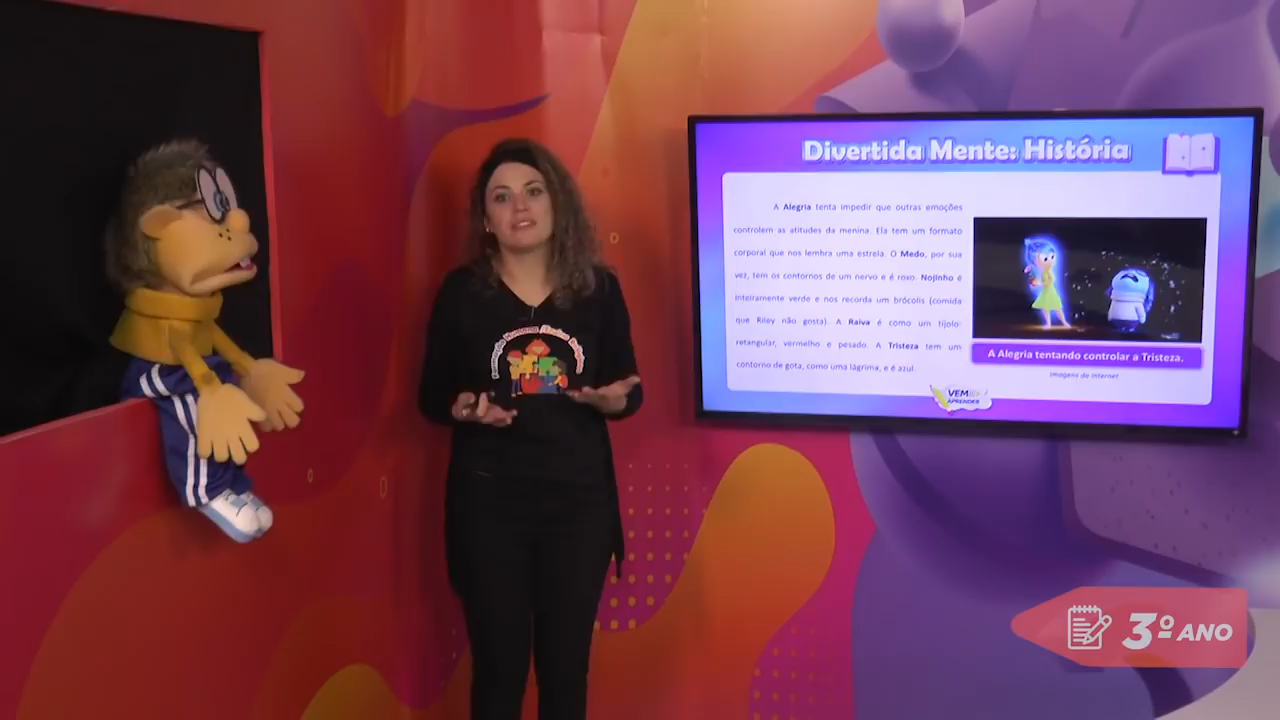 Divertida Mente: História
A Alegria tenta impedir que outras emoções
controlem as atitudes da menina. Ela tem um formato
corporal que nos lembra uma estrela. O Medo, por sua
vez, tem os contornos de um nervo e é roxo. Nojinho é
inteiramente verde e nos recorda um brócolis (comida
que Riley não gosta). A Raiva é como um tijolo:
retangular, vermelho e pesado. A Tristeza tem um
contorno de gota, como uma lágrima, e é azul.
A Alegria tentando controlar a Tristeza.
Imagens da Internet
VEM
APRENDER
3º ANO